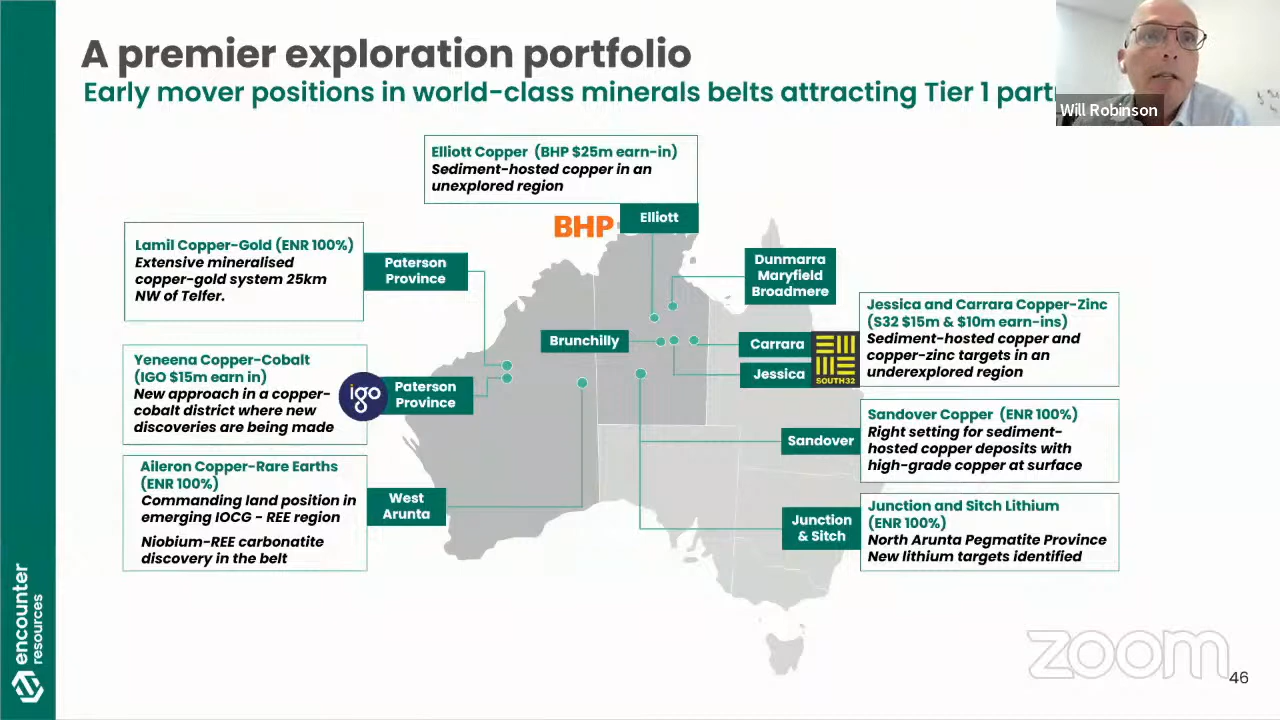 A premier exploration portfolio
Early mover positions in world-class minerals belts attracting Tier 1
Will Robinson
Elliott Copper (BHP $25m earn-in)
Sediment-hosted copper in an
unexplored region
BHP
Elliott
Lamil Copper-Gold (ENR 100%)
Extensive mineralised
copper-gold system 25km
NW of Telfer.
Paterson
Province
Dunmarra
Maryfield
Broadmere
Jessica and Carrara Copper-Zinc
(S32 $15m & $10m earn-ins)
Sediment-hosted copper and
copper-zinc targets in an
underexplored region
Brunchilly
Carrara
Jessica
SOUTH32
Yeneena Copper-Cobalt
(IGO $15m earn in)
New approach in a copper-
cobalt district where new
discoveries are being made
igo
Paterson
Province
Sandover
Sandover Copper (ENR 100%)
Right setting for sediment-
hosted copper deposits with
high-grade copper at surface
Aileron Copper-Rare Earths
(ENR 100%)
Commanding land position in
emerging IOCG - REE region
Niobium-REE carbonatite
discovery in the belt
West
Arunta
Junction
& Sitch
Junction and Sitch Lithium
(ENR 100%)
North Arunta Pegmatite Province
New lithium targets identified
encounter
resources
zoom
46